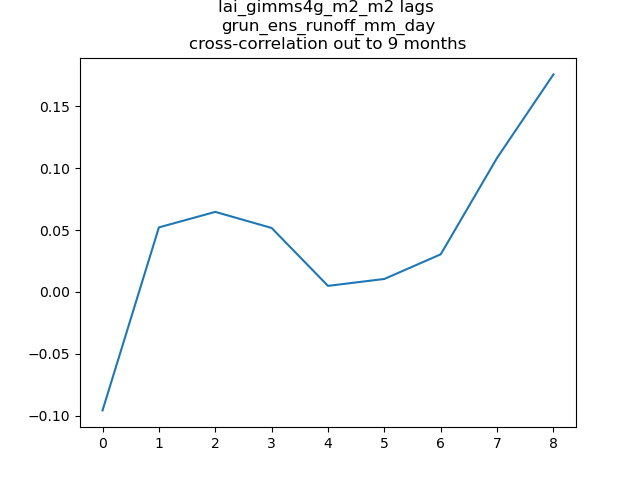 lai_gimms4g_m2_m2 lags
grun_ens_runoff_mm_day
cross-correlation out to 9 months
0.15
0.10
0.05
0.00
−0.05
−0.10
0 1 2 3 4 5 6 7 8